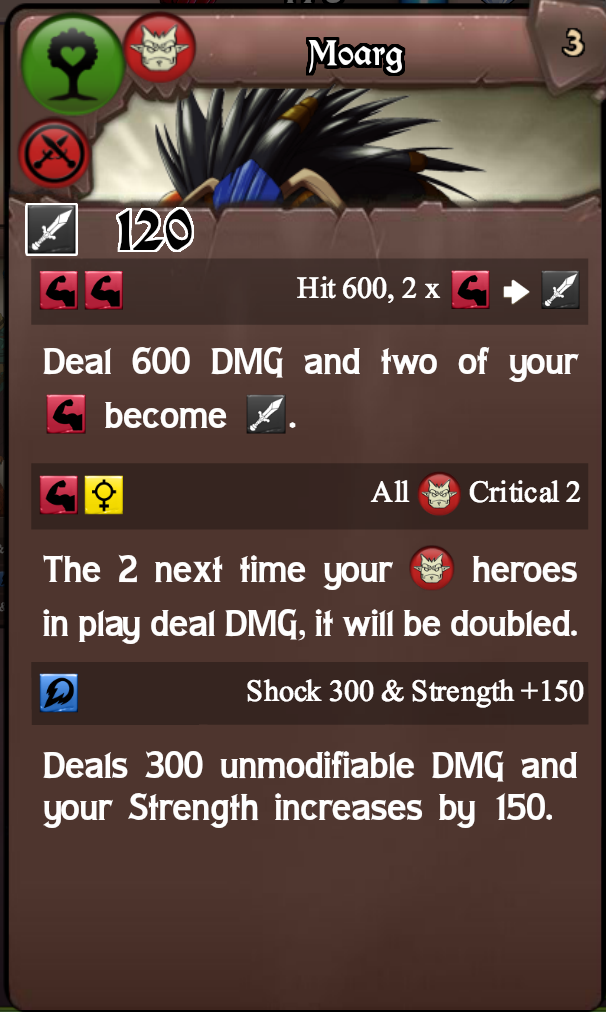 Moarg
3
120
Hit 600, 2 x
Deal 600 DMG and two of your
become .
All Critical 2
The 2 next time your heroes
in play deal DMG, it will be doubled.
Shock 300 & Strength +150
Deals 300 unmodifiable DMG and
your Strength increases by 150.